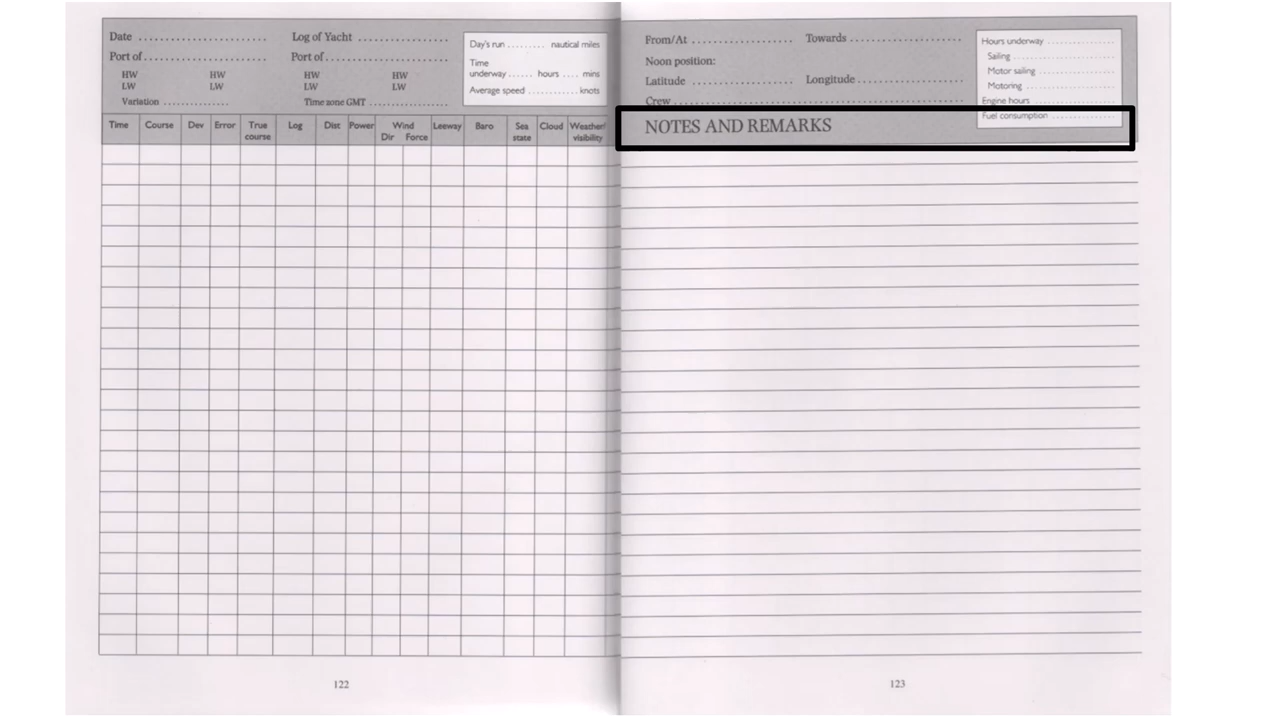 Date ........................ Log of Yacht .................
Port of ....................... Port of .......................
HW HW HW HW
LW LW LW LW
Variation ............ Time zone GMT ...............
Day's run ......... nautical miles
Time
underway ...... hours .... mins
Average speed ............ knots
Time Course Dev Error True course Log Dist Power Wind Dir Force Leeway Baro Sea state Cloud Weather/ visibility
122
From/At .................... Towards ......................
Noon position:
Latitude .................... Longitude ....................
Crew ............................................................
Hours underway ................
Sailing ....................
Motor sailing ................
Motoring ..................
Engine hours ..................
Fuel consumption ..............
NOTES AND REMARKS
123